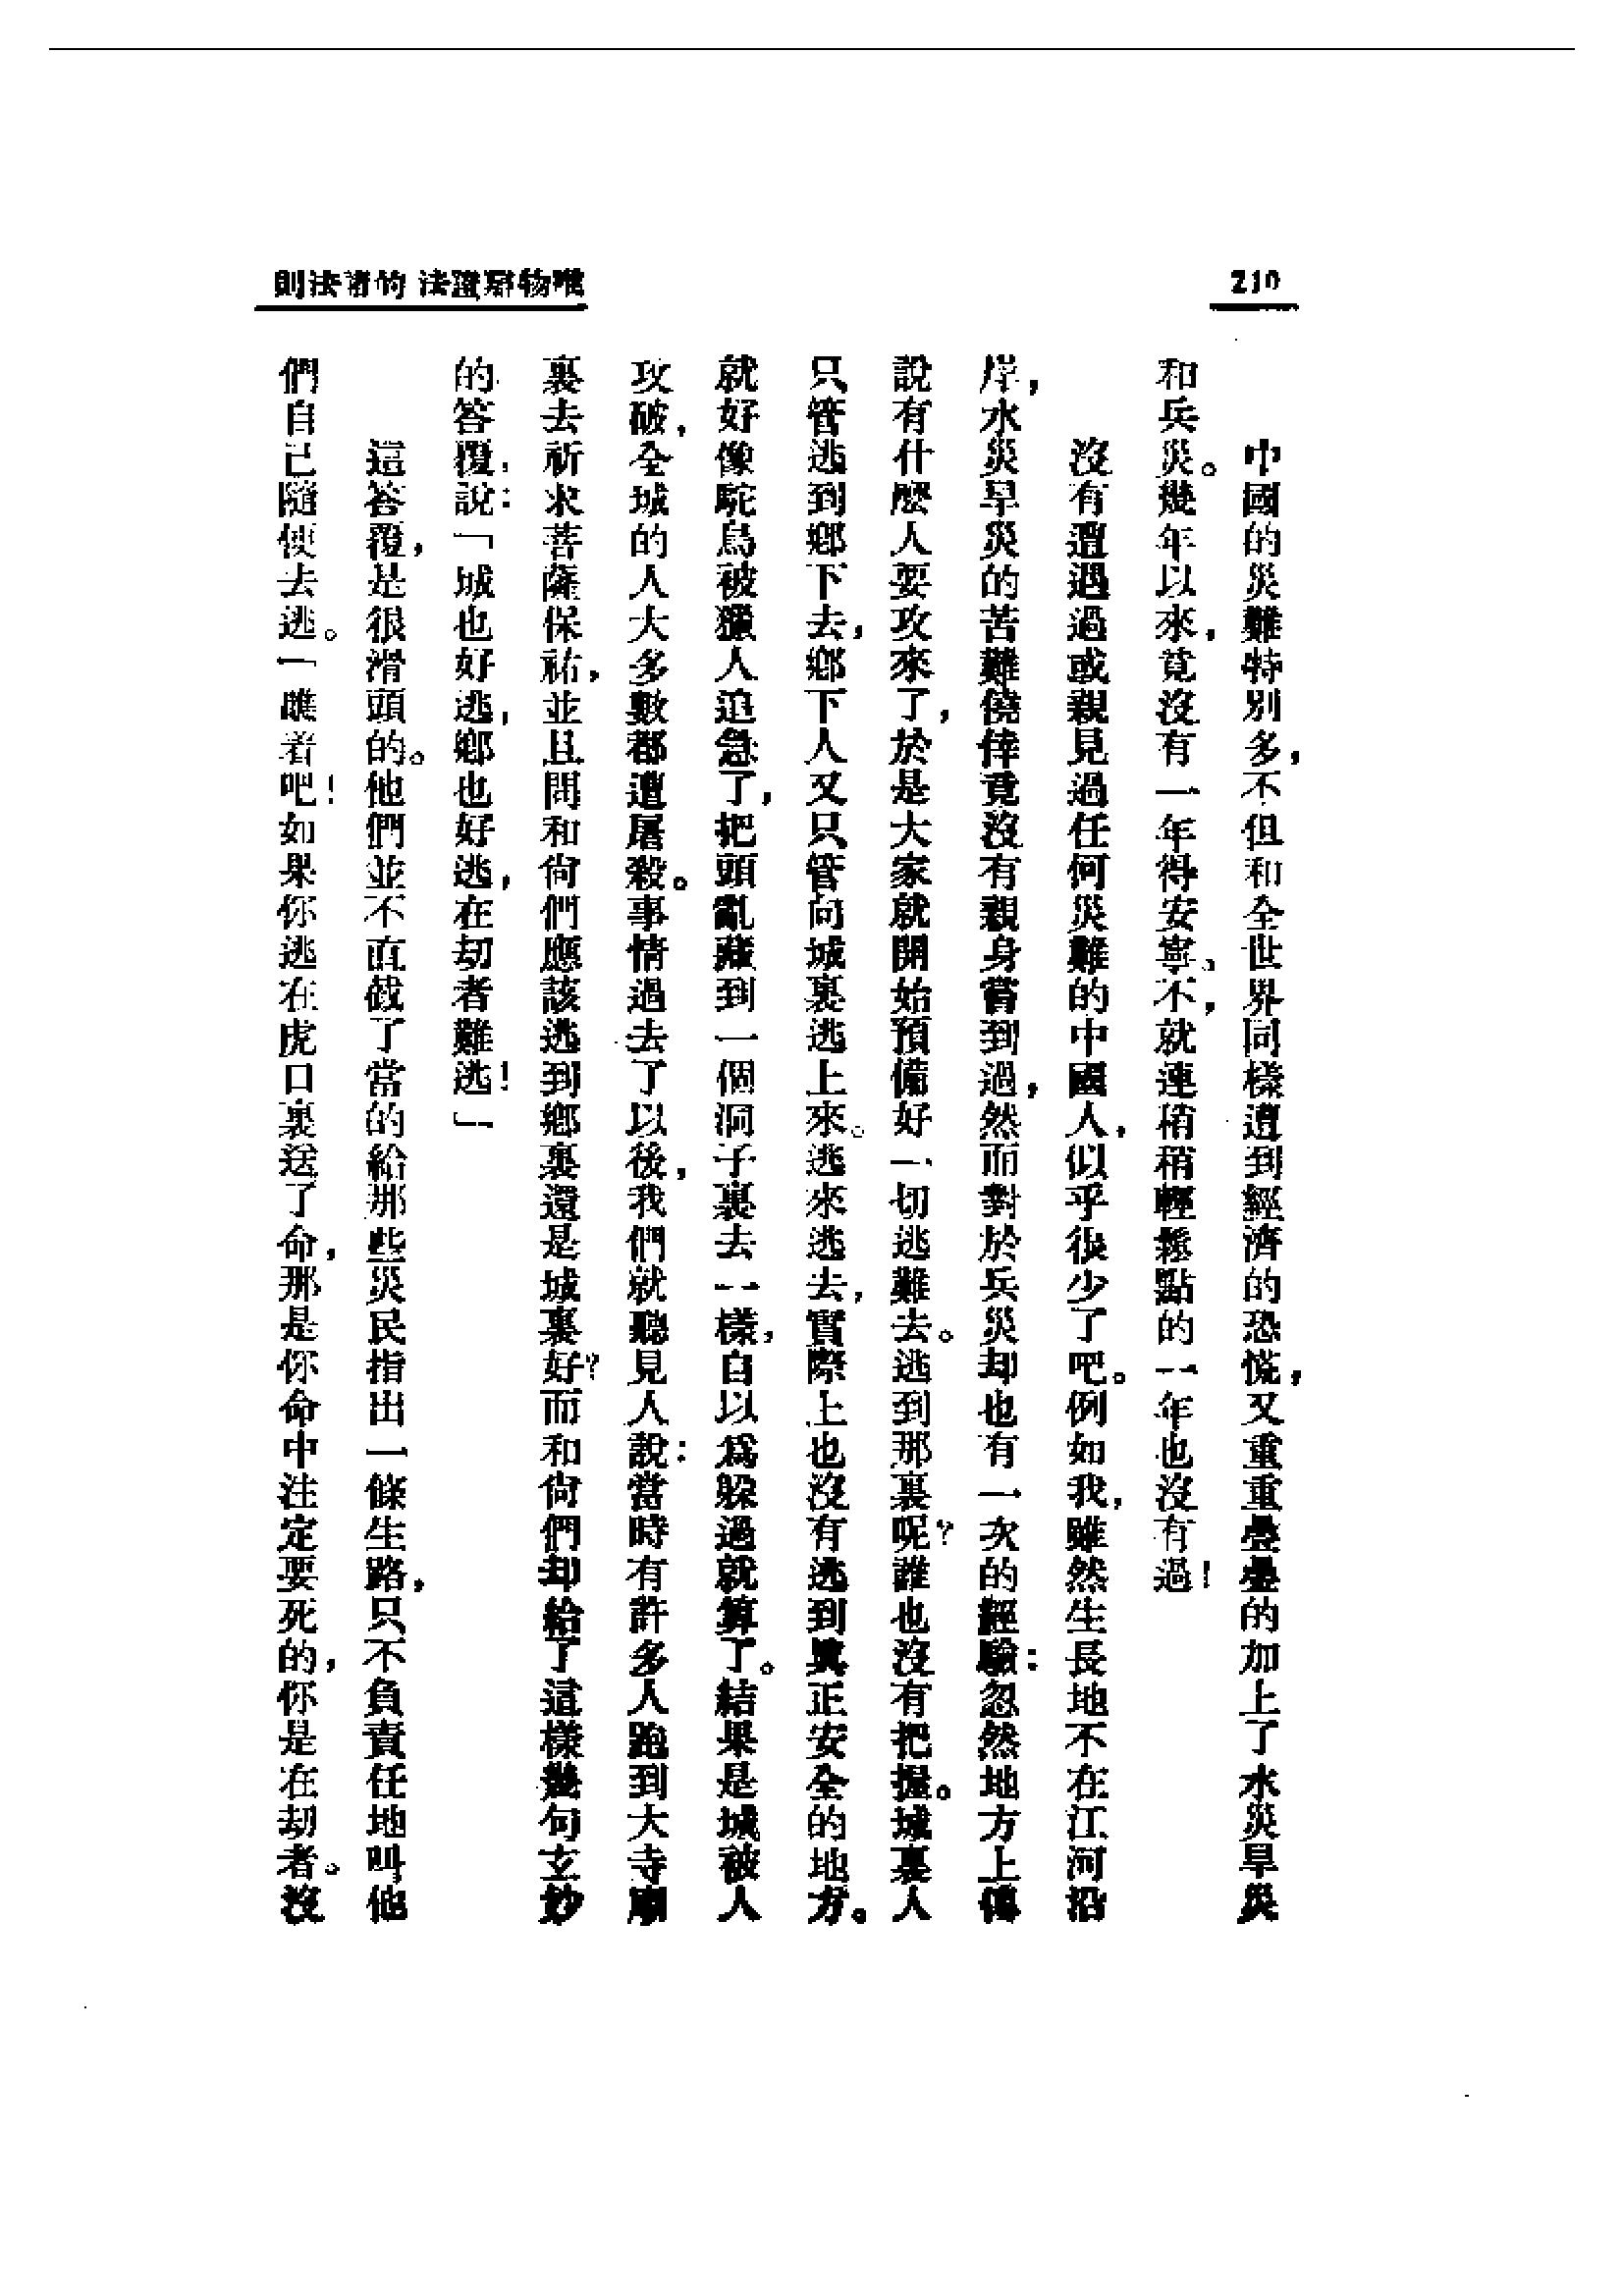 210
唯物辯證法的諸法則
中國的災難特別多，不但和全世界同樣遭到經濟的恐慌，又重重疊疊的加上了水災旱災
和兵災。幾年以來，竟沒有一年得安寧。不，就連稍稍輕鬆點的一年也沒有過！
沒有遭遇過或親見過任何災難的中國人，似乎很少了吧。例如我，雖然生長地不在江河沿
岸，水災旱災的苦難僥倖竟沒有親身嘗到過，然而對於兵災却也有一次的經驗：忽然地方上傳
說有什麼人要攻來了，於是大家就開始預備好一切逃難去。逃到那裏呢？誰也沒有把握。城裏人
只管逃到鄉下去，鄉下人又只管向城裏逃上來。逃來逃去，實際上也沒有逃到眞正安全的地方。
就好像鴕鳥被獵人追急了，把頭亂藏到一個洞子裏去一樣，自以爲躱過就算了。結果是城被人
攻破，全城的人大多數都遭屠殺。事情過去了以後，我們就聽見人說：當時有許多人跑到大寺廟
裏去祈求菩薩保祐，並且問和尙們應該逃到鄉裏還是城裏好？而和尙們却給了這樣幾句玄妙
的答覆，說：「城也好逃，鄉也好逃，在劫者難逃！」
這答覆，是很滑頭的。他們並不直截了當的給那些災民指出一條生路，只不負責任地叫他
們自己隨便去逃。「瞧着吧！如果你逃在虎口裏送了命，那是你命中注定要死的，你是在劫者。沒